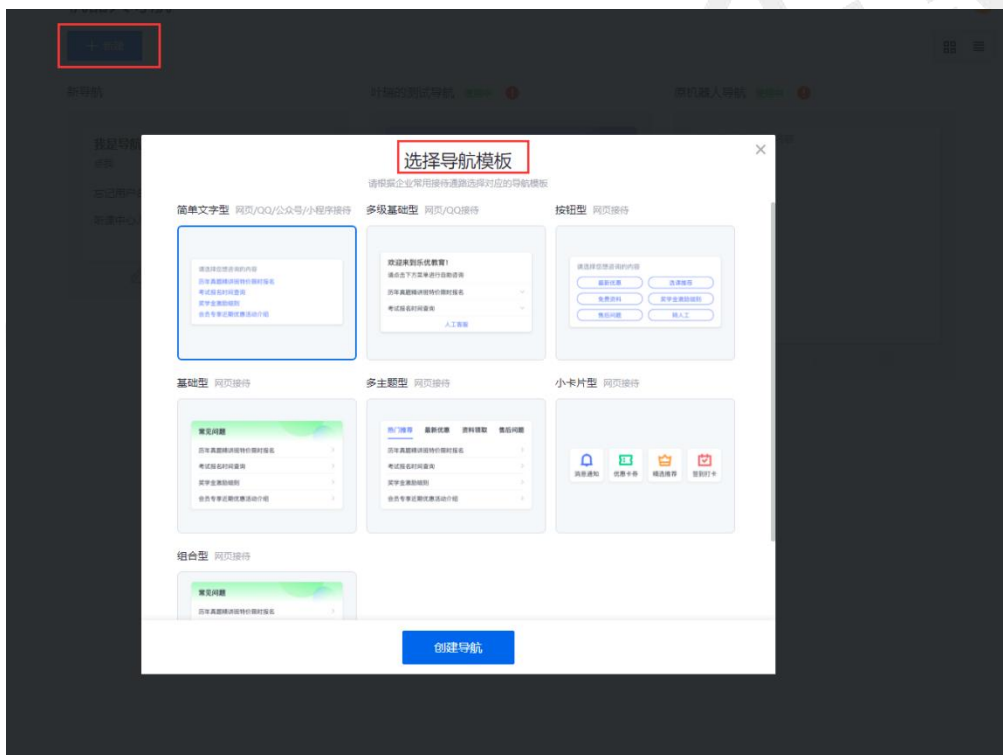 + 新建
新导航
选择导航模板
请根据企业常用接待通路选择对应的导航模板
简单文字型 网页/QQ/公众号/小程序接待
多级基础型 网页/QQ接待
按钮型 网页接待
请选择您想咨询的内容
历年真题精讲班特价限时报名
考试报名时间查询
奖学金激励细则
会员专享近期优惠活动介绍
欢迎来到乐优教育!
请点击下方菜单进行自助咨询
历年真题精讲班特价限时报名
考试报名时间查询
人工客服
请选择您想咨询的内容
最新优惠 选课推荐
免费资料 奖学金激励细则
售后问题 转人工
基础型 网页接待
多主题型 网页接待
小卡片型 网页接待
常见问题
历年真题精讲班特价限时报名
考试报名时间查询
奖学金激励细则
会员专享近期优惠活动介绍
热门推荐 最新优惠 资料领取 售后问题
历年真题精讲班特价限时报名
考试报名时间查询
奖学金激励细则
会员专享近期优惠活动介绍
消息通知 优惠卡券 精选推荐 签到打卡
组合型 网页接待
常见问题
历年真题精讲班特价限时报名
创建导航